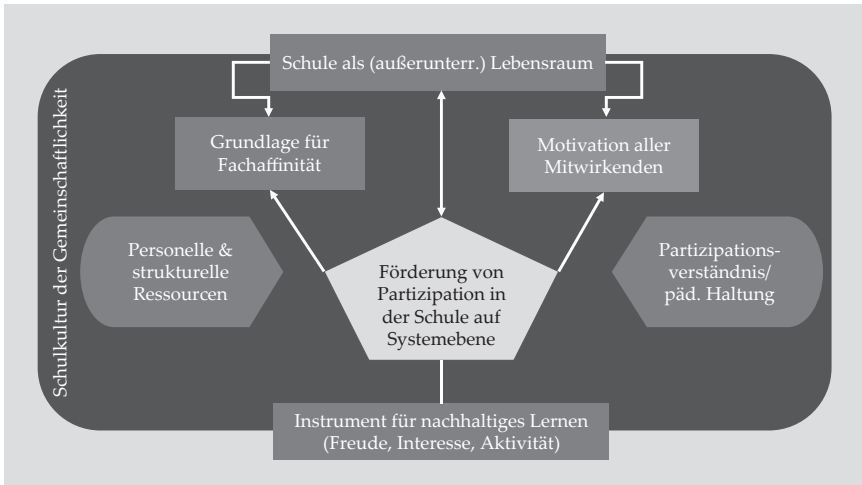 Schule als (außerunterr.) Lebensraum
Grundlage für
Fachaffinität
Motivation aller
Mitwirkenden
Schulkultur der Gemeinschaftlichkeit
Personelle &
strukturelle
Ressourcen
Förderung von
Partizipation in
der Schule auf
Systemebene
Partizipations-
verständnis/
päd. Haltung
Instrument für nachhaltiges Lernen
(Freude, Interesse, Aktivität)